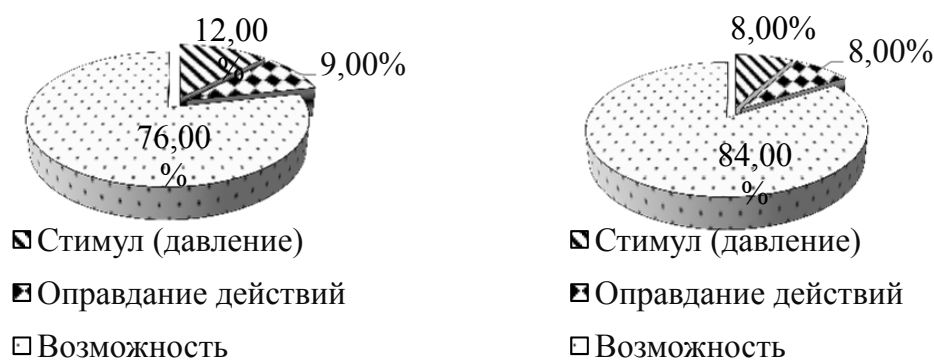 12,00
%
9,00%
76,00
%
Стимул (давление)
Оправдание действий
Возможность
8,00%
8,00%
84,00
%
Стимул (давление)
Оправдание действий
Возможность